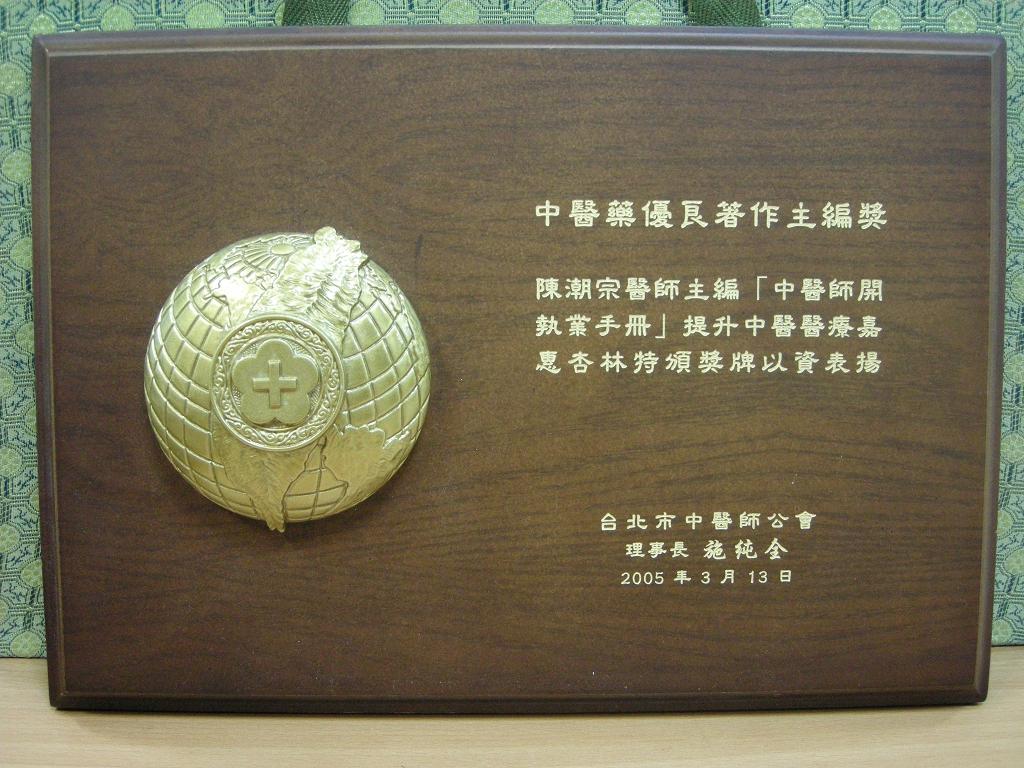 中醫藥優良著作主編獎
陳潮宗醫師主編「中醫師開
執業手冊」提升中醫醫療嘉
惠杏林特頒獎牌以資表揚
台北市中醫師公會
理事長 施純全
2005 年 3 月 13 日